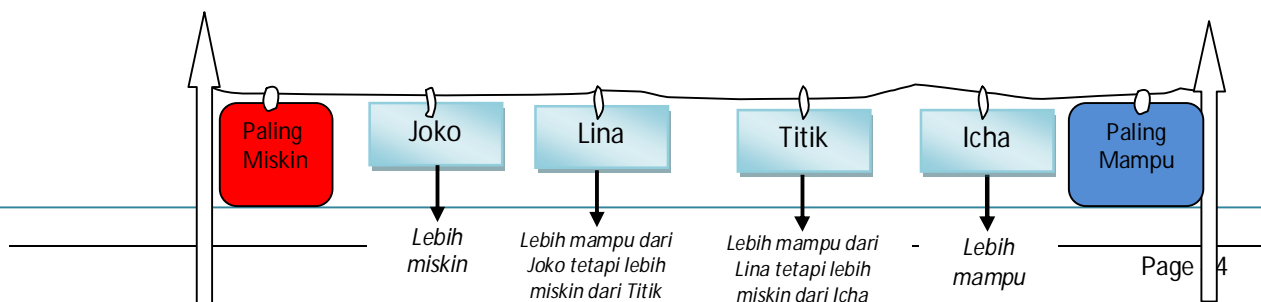 Paling
Miskin
Joko
Lina
Titik
Icha
Paling
Mampu
Lebih
miskin
Lebih mampu dari
Joko tetapi lebih
miskin dari Titik
Lebih mampu dari
Lina tetapi lebih
miskin dari Icha
Lebih
mampu
Page 4